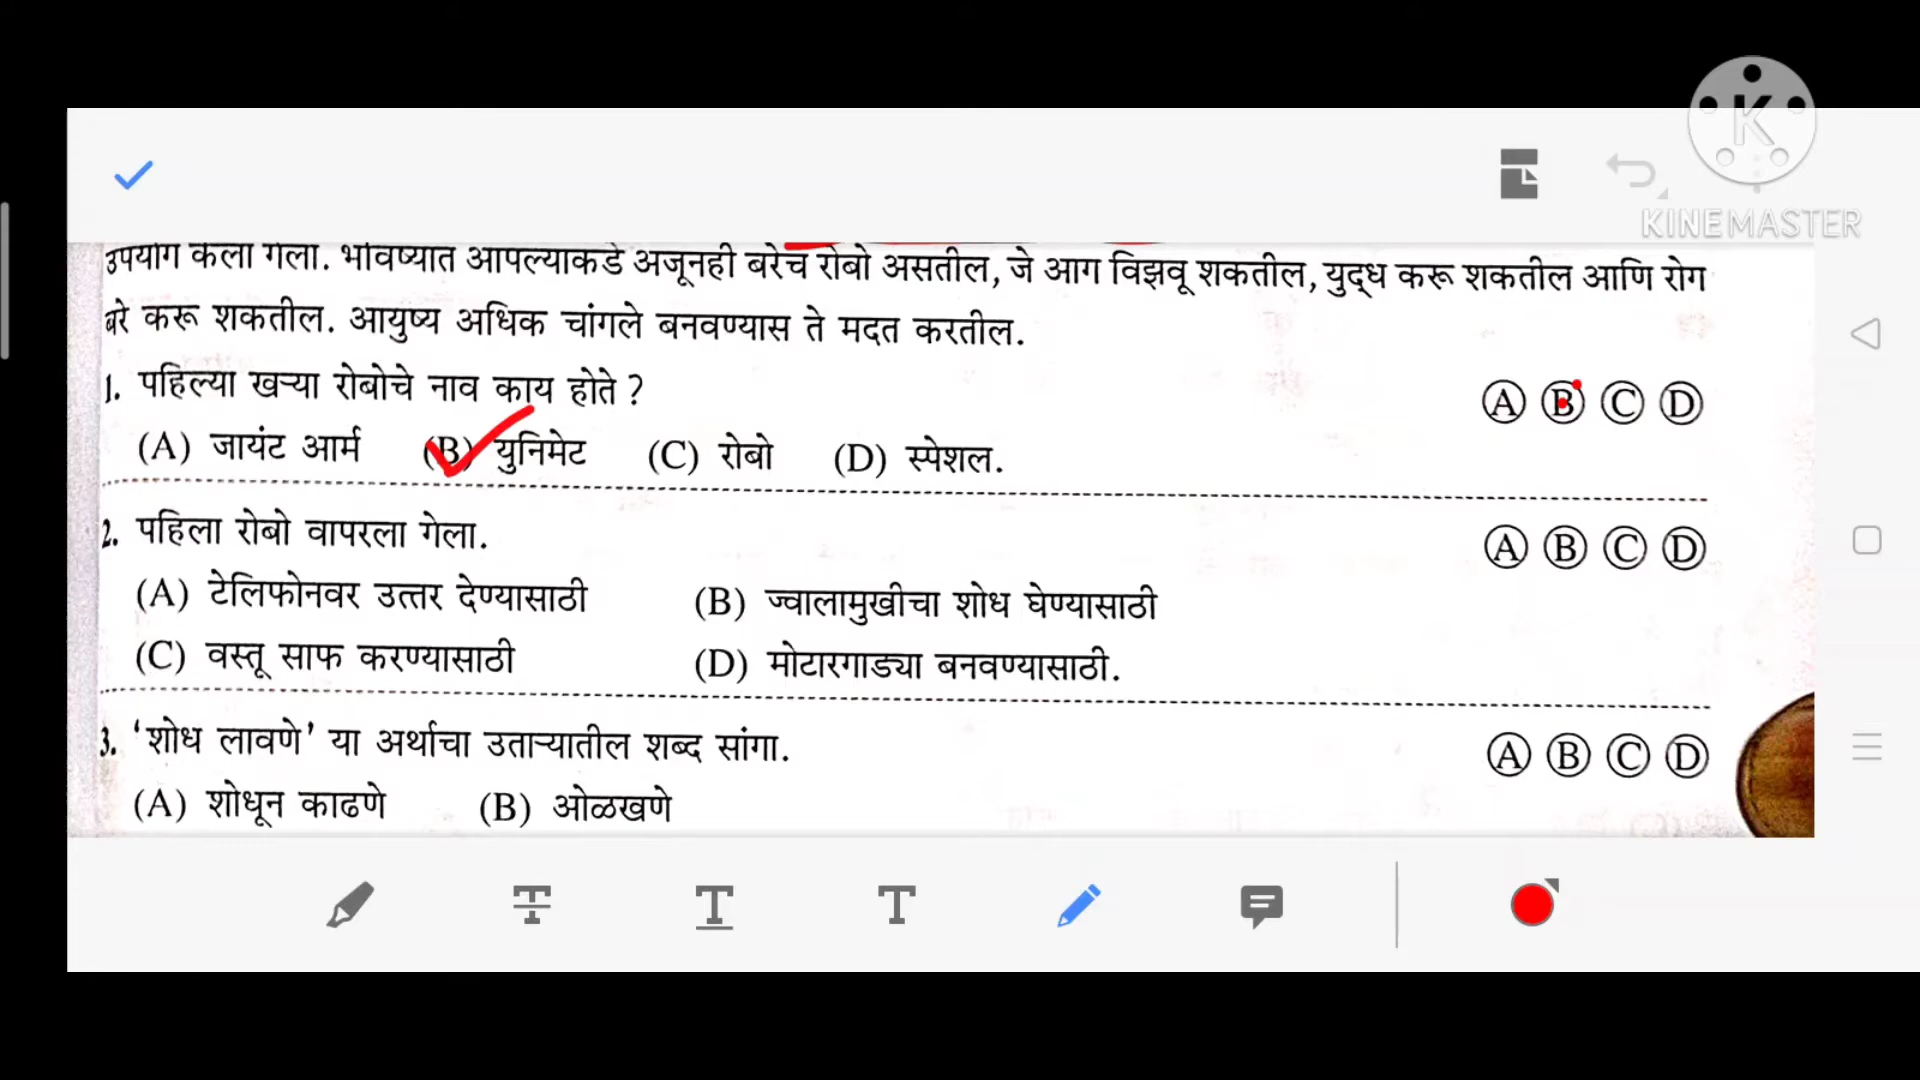 KINEMASTER
उपयोग केला गेला. भविष्यात आपल्याकडे अजूनही बरेच रोबो असतील, जे आग विझवू शकतील, युद्ध करू शकतील आणि रोग
बरे करू शकतील. आयुष्य अधिक चांगले बनवण्यास ते मदत करतील.
1. पहिल्या खऱ्या रोबोचे नाव काय होते ? Ⓐ Ⓑ Ⓒ Ⓓ
(A) जायंट आर्म (B) युनिमेट (C) रोबो (D) स्पेशल.
2. पहिला रोबो वापरला गेला. Ⓐ Ⓑ Ⓒ Ⓓ
(A) टेलिफोनवर उत्तर देण्यासाठी (B) ज्वालामुखीचा शोध घेण्यासाठी
(C) वस्तू साफ करण्यासाठी (D) मोटारगाड्या बनवण्यासाठी.
3. ‘शोध लावणे’ या अर्थाचा उताऱ्यातील शब्द सांगा. Ⓐ Ⓑ Ⓒ Ⓓ
(A) शोधून काढणे (B) ओळखणे